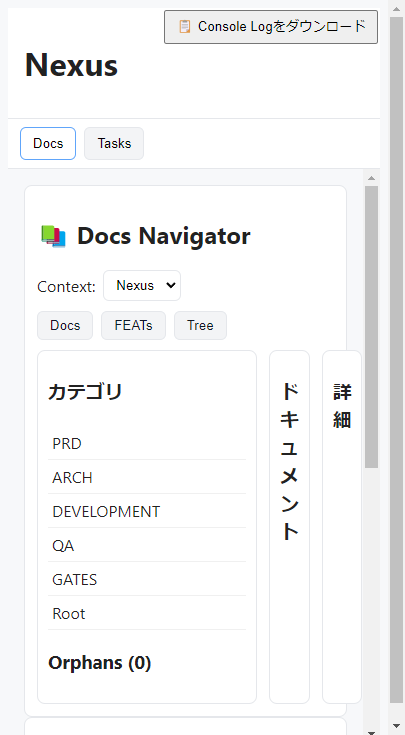 📋 Console Logをダウンロード
Nexus
Docs
Tasks
📚 Docs Navigator
Context: Nexus
Docs
FEATs
Tree
カテゴリ
PRD
ARCH
DEVELOPMENT
QA
GATES
Root
Orphans (0)
ドキュメント
詳細